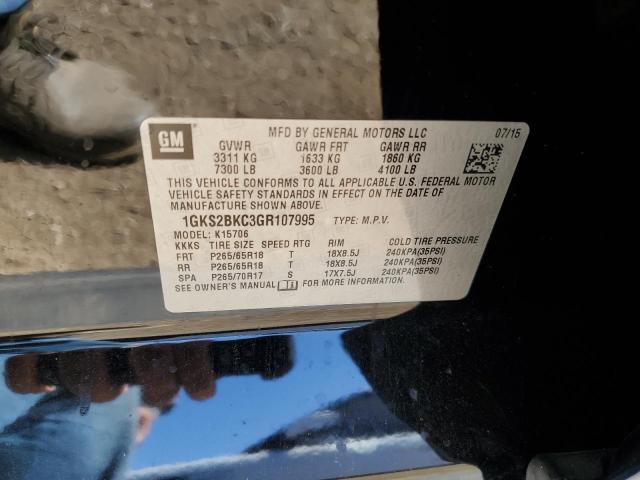 GM
MFD BY GENERAL MOTORS LLC 07/15
GVWR GAWR FRT GAWR RR
3311 KG 1633 KG 1860 KG
7300 LB 3600 LB 4100 LB
THIS VEHICLE CONFORMS TO ALL APPLICABLE U.S. FEDERAL MOTOR
VEHICLE SAFETY STANDARDS IN EFFECT ON THE DATE OF
MANUFACTURE SHOWN ABOVE.
1GKS2BKC3GR107995 TYPE: M.P.V.
MODEL: K15706
KKKS TIRE SIZE SPEED RTG RIM COLD TIRE PRESSURE
FRT P265/65R18 T 18X8.5J 240KPA(35PSI)
RR P265/65R18 T 18X8.5J 240KPA(35PSI)
SPA P265/70R17 S 17X7.5J 240KPA(35PSI)
SEE OWNER'S MANUAL FOR MORE INFORMATION.